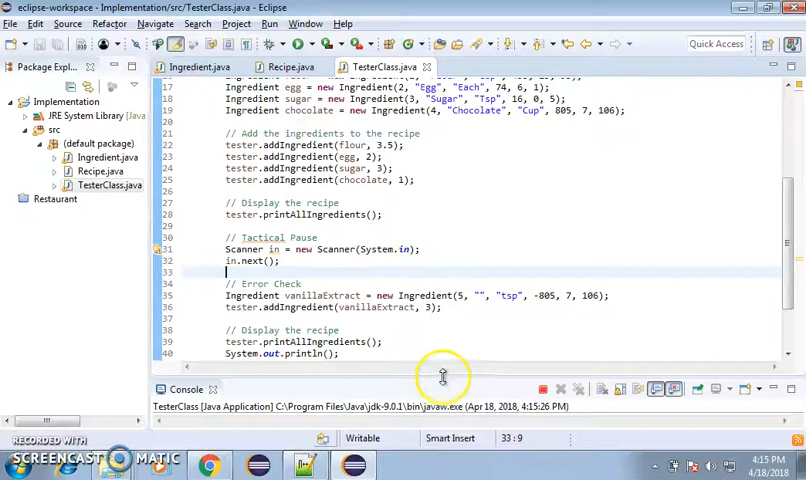 eclipse-workspace - Implementation/src/TesterClass.java - Eclipse
File Edit Source Refactor Navigate Search Project Run Window Help
Quick Access
Package Expl...
Ingredient.java Recipe.java TesterClass.java
Implementation
JRE System Library [Java
src
(default package)
Ingredient.java
Recipe.java
TesterClass.java
Restaurant
17 Ingredient egg = new Ingredient(2, "Egg", "Each", 74, 6, 1);
18 Ingredient sugar = new Ingredient(3, "Sugar", "Tsp", 16, 0, 5);
19 Ingredient chocolate = new Ingredient(4, "Chocolate", "Cup", 805, 7, 106);
20
21 // Add the ingredients to the recipe
22 tester.addIngredient(flour, 3.5);
23 tester.addIngredient(egg, 2);
24 tester.addIngredient(sugar, 3);
25 tester.addIngredient(chocolate, 1);
26
27 // Display the recipe
28 tester.printAllIngredients();
29
30 // Tactical Pause
31 Scanner in = new Scanner(System.in);
32 in.next();
33
34 // Error Check
35 Ingredient vanillaExtract = new Ingredient(5, "", "tsp", -805, 7, 106);
36 tester.addIngredient(vanillaExtract, 3);
37
38 // Display the recipe
39 tester.printAllIngredients();
40 System.out.println();
Console
TesterClass [Java Application] C:\Program Files\Java\jdk-9.0.1\bin\javaw.exe (Apr 18, 2018, 4:15:26 PM)
Writable Smart Insert 33 : 9
RECORDED WITH
SCREENCAST MATIC
4:15 PM
4/18/2018